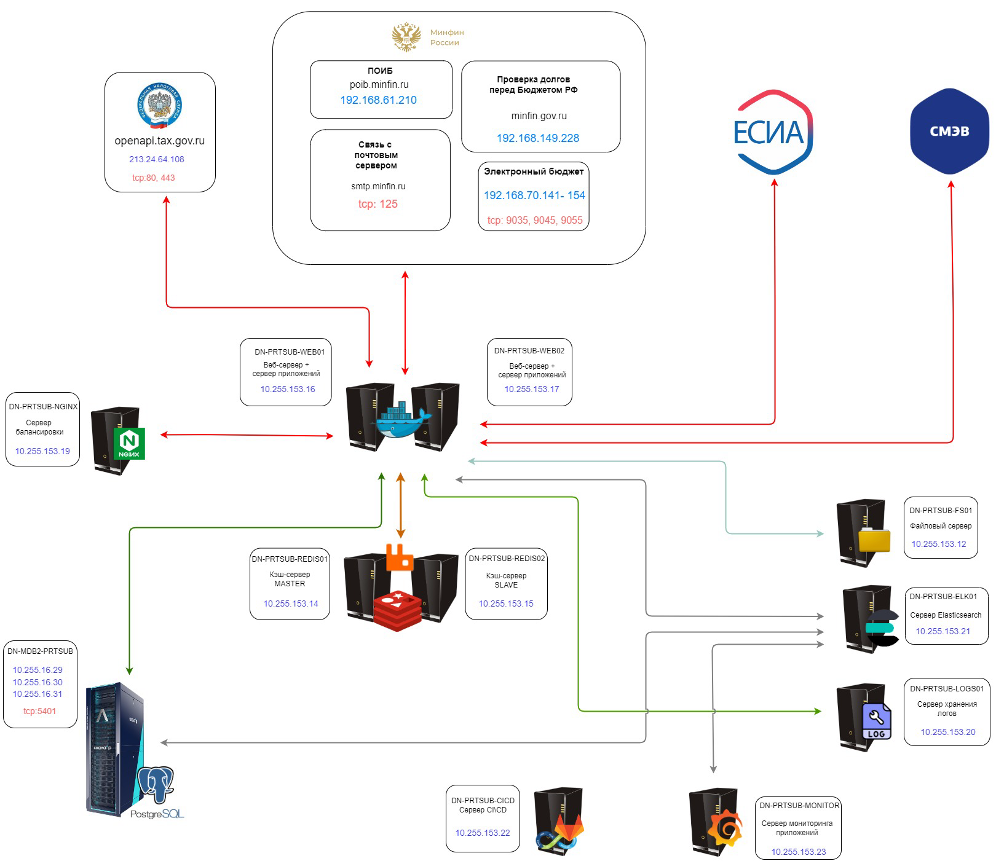 Минфин
России
ПОИБ
poib.minfin.ru
192.168.61.210
Проверка долгов
перед Бюджетом РФ
minfin.gov.ru
192.168.149.228
Связь с
почтовым
сервером
smtp.minfin.ru
tcp: 125
Электронный бюджет
192.168.70.141- 154
tcp: 9035, 9045, 9055
openapi.tax.gov.ru
213.24.64.108
tcp:80, 443
ЕСИА
СМЭВ
DN-PRTSUB-WEB01
Веб-сервер +
сервер приложений
10.255.153.16
DN-PRTSUB-WEB02
Веб-сервер +
сервер приложений
10.255.153.17
DN-PRTSUB-NGINX
Сервер
балансировки
10.255.153.19
NGINX
DN-PRTSUB-FS01
Файловый сервер
10.255.153.12
DN-PRTSUB-REDIS01
Кэш-сервер
MASTER
10.255.153.14
DN-PRTSUB-REDIS02
Кэш-сервер
SLAVE
10.255.153.15
DN-PRTSUB-ELK01
Сервер Elasticsearch
10.255.153.21
DN-MDB2-PRTSUB
10.255.16.29
10.255.16.30
10.255.16.31
tcp:5401
PostgreSQL
DN-PRTSUB-LOGS01
Сервер хранения
логов
10.255.153.20
LOG
DN-PRTSUB-CICD
Сервер CI\CD
10.255.153.22
DN-PRTSUB-MONITOR
Сервер мониторинга
приложений
10.255.153.23